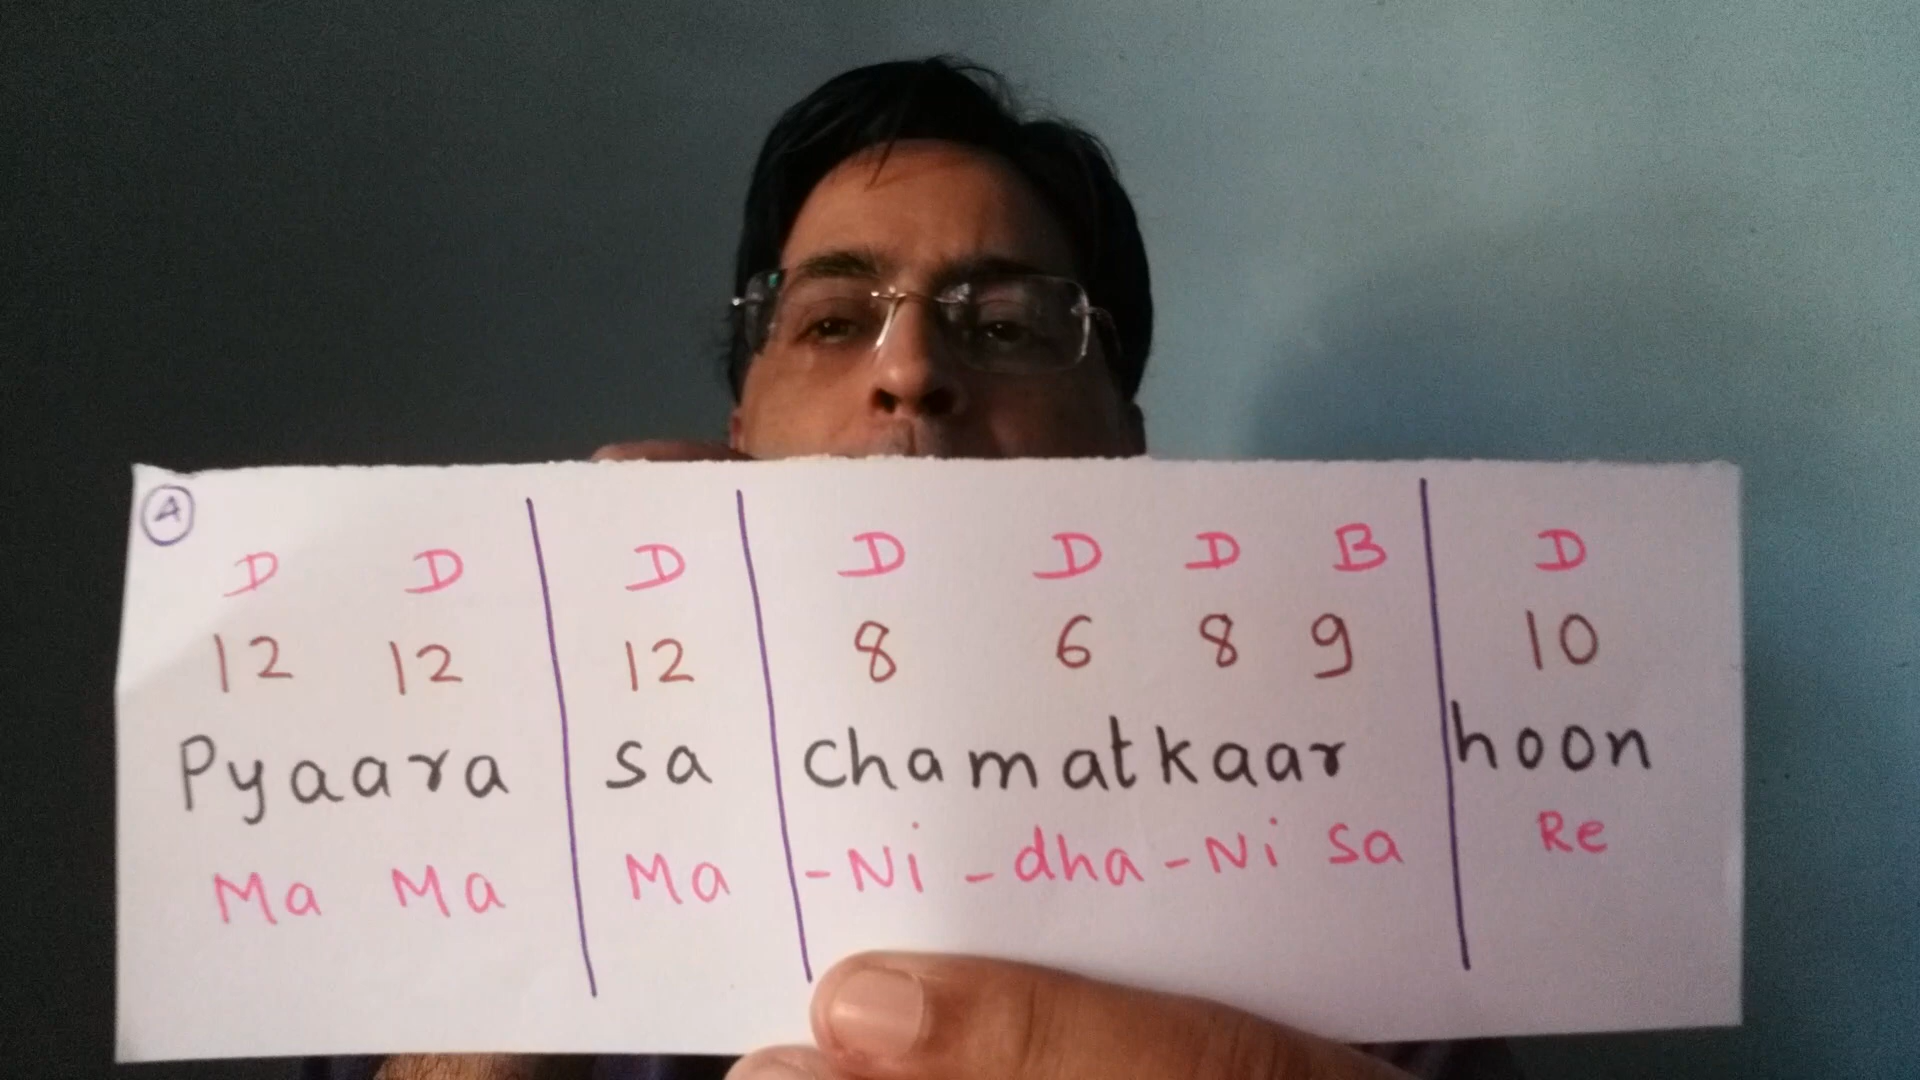 A
D D D D D D B D
12 12 12 8 6 8 9 10
Pyaara sa chamatkaar hoon
Ma Ma Ma -Ni -dha -Ni Sa Re